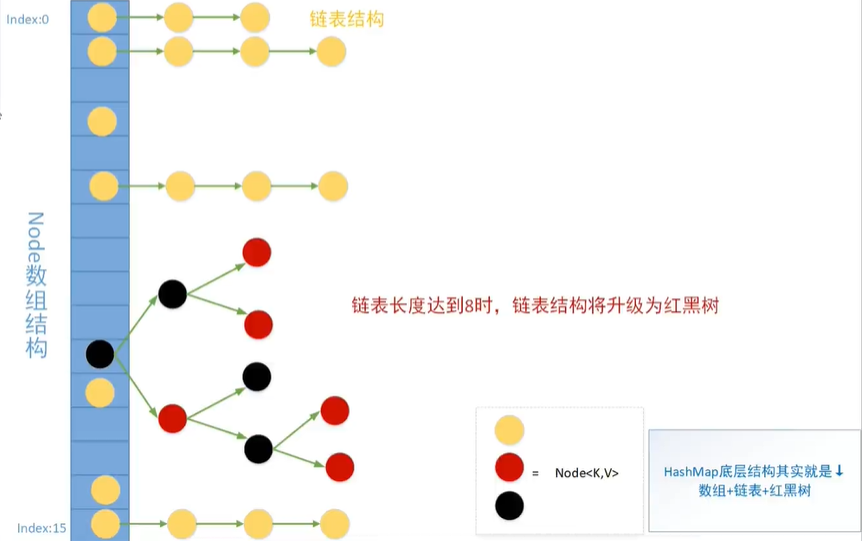 Index:0
链表结构
Node数组结构
链表长度达到8时，链表结构将升级为红黑树
= Node<K,V>
HashMap底层结构其实就是↓
数组+链表+红黑树
Index:15